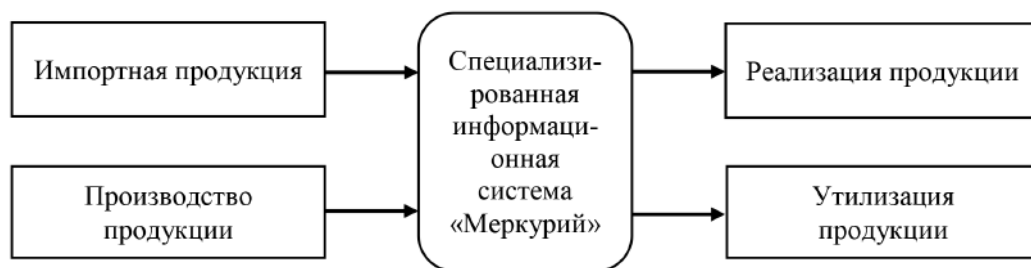 Импортная продукция
Производство
продукции
Специализи-
рованная
информаци-
онная
система
«Меркурий»
Реализация продукции
Утилизация
продукции